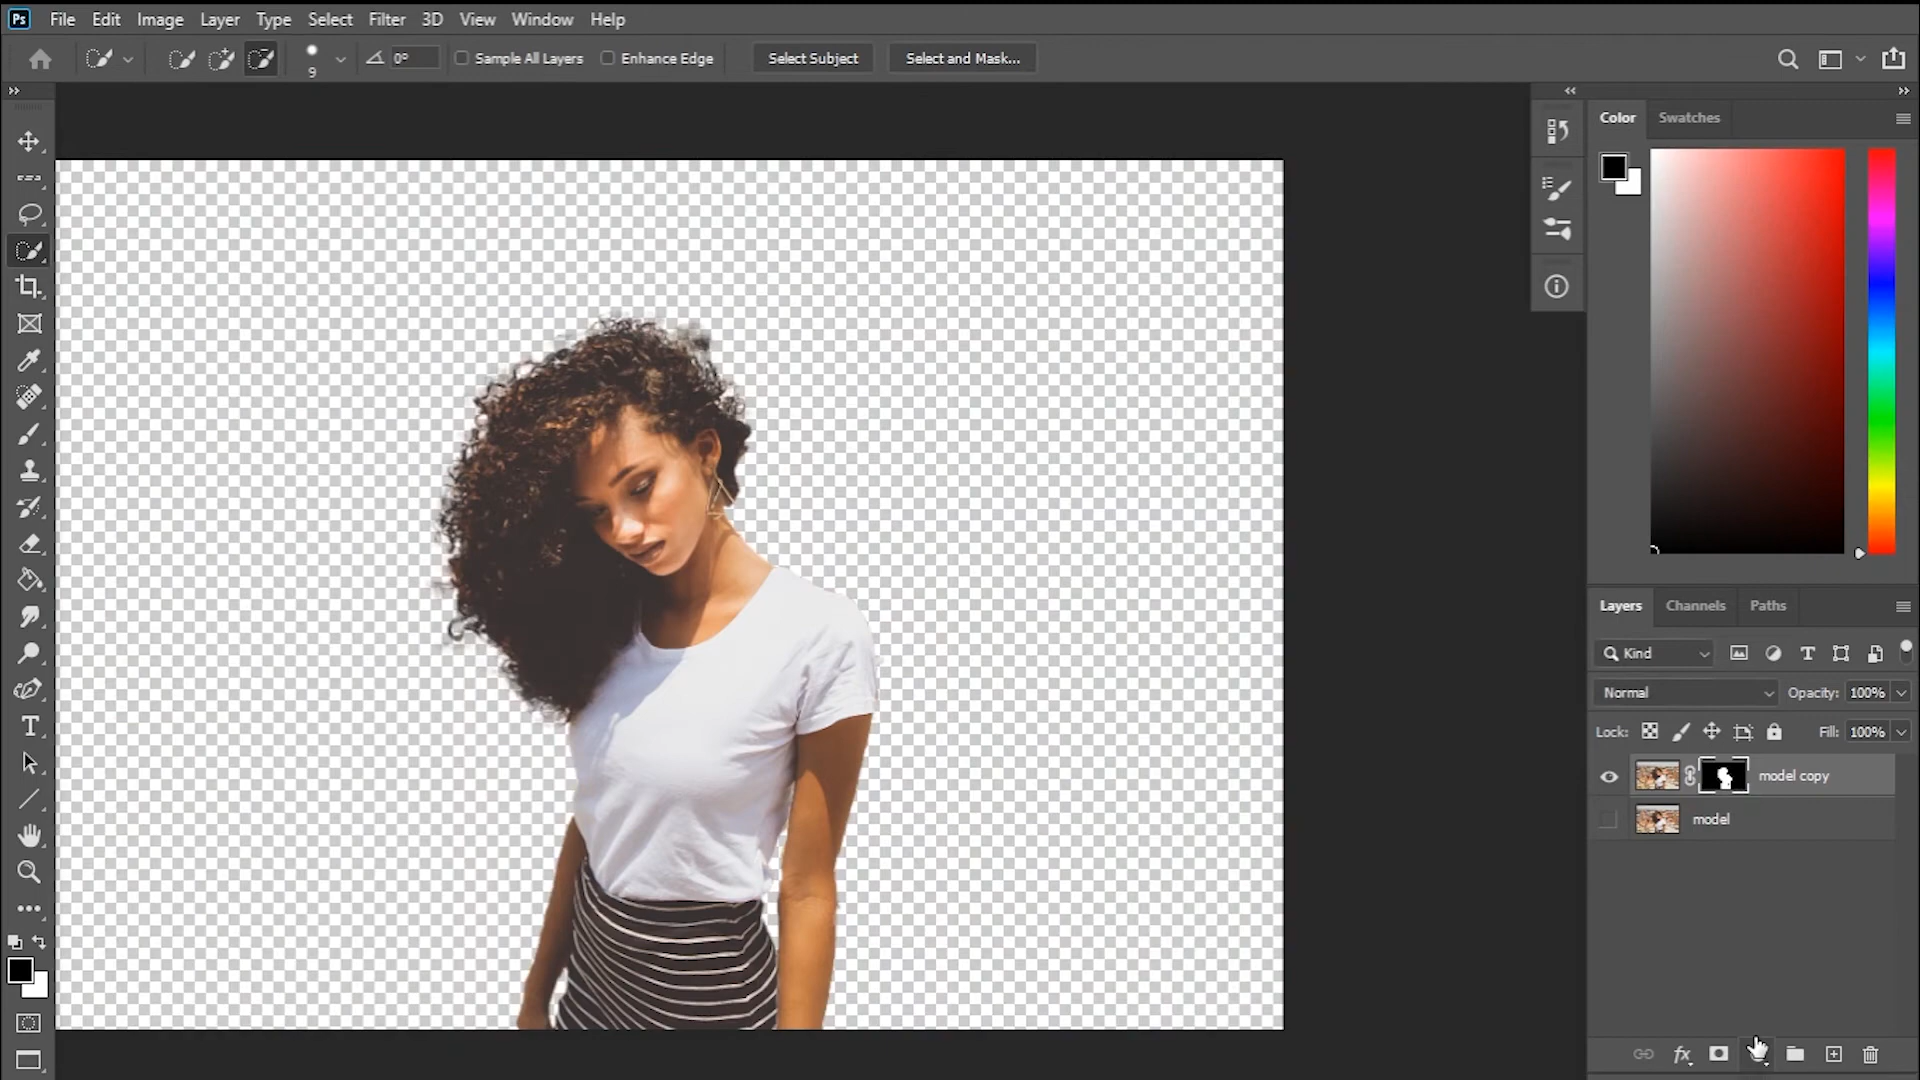 Ps File Edit Image Layer Type Select Filter 3D View Window Help
9 0° Sample All Layers Enhance Edge Select Subject Select and Mask...
Color Swatches
Layers Channels Paths
Kind
Normal Opacity: 100%
Lock: Fill: 100%
model copy
model
fx